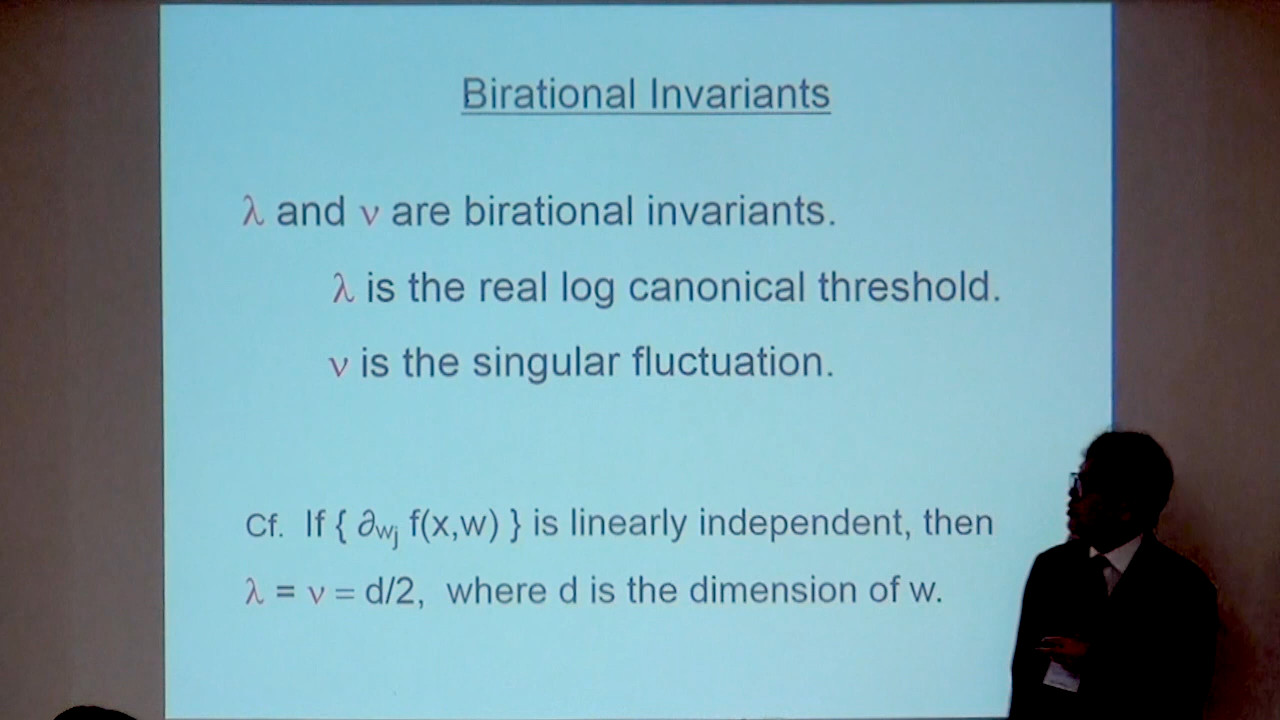 Birational Invariants
λ and ν are birational invariants.
λ is the real log canonical threshold.
ν is the singular fluctuation.
Cf. If { ∂wj f(x,w) } is linearly independent, then
λ = ν = d/2, where d is the dimension of w.